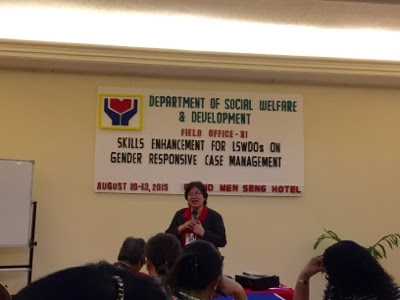 DEPARTMENT OF SOCIAL WELFARE
& DEVELOPMENT
FIELD OFFICE-XI
SKILLS ENHANCEMENT FOR LSWDOs ON
GENDER RESPONSIVE CASE MANAGEMENT
AUGUST 10-13, 2015 MEN SENG HOTEL